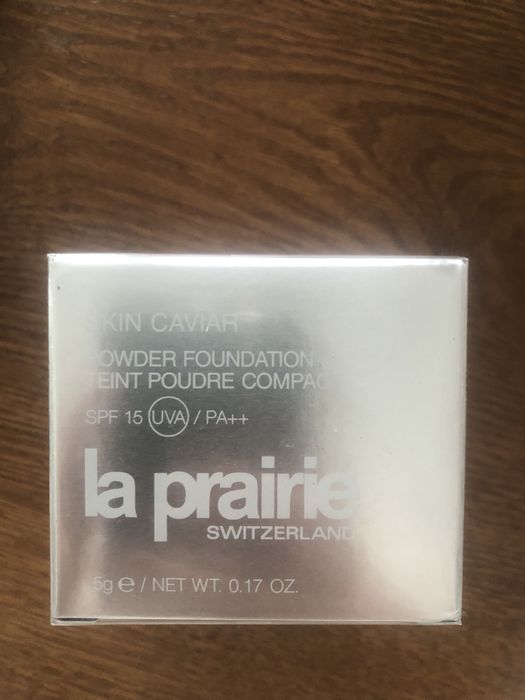 SKIN CAVIAR
POWDER FOUNDATION
TEINT POUDRE COMPAC
SPF 15 UVA / PA++
la prairie
SWITZERLAND
5g e / NET WT. 0.17 OZ.